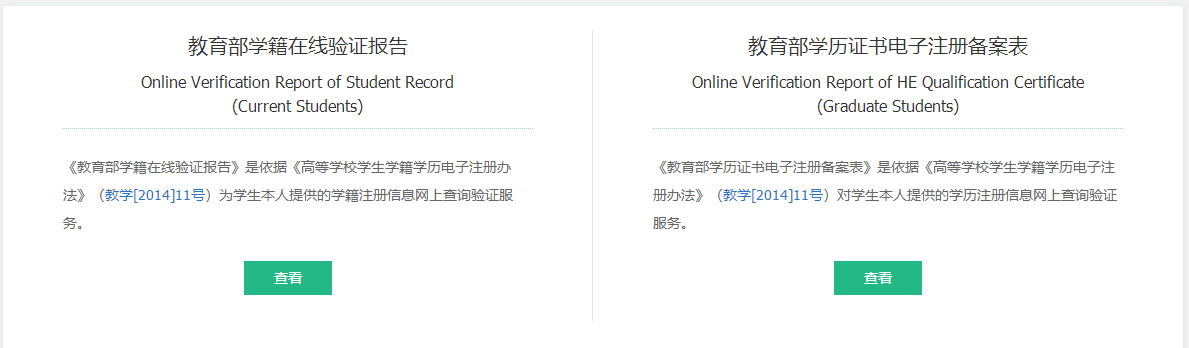 教育部学籍在线验证报告
Online Verification Report of Student Record
(Current Students)
《教育部学籍在线验证报告》是依据《高等学校学生学籍学历电子注册办
法》（教学[2014]11号）为学生本人提供的学籍注册信息网上查询验证服
务。
查看
教育部学历证书电子注册备案表
Online Verification Report of HE Qualification Certificate
(Graduate Students)
《教育部学历证书电子注册备案表》是依据《高等学校学生学籍学历电子注
册办法》（教学[2014]11号）对学生本人提供的学历注册信息网上查询验证
服务。
查看